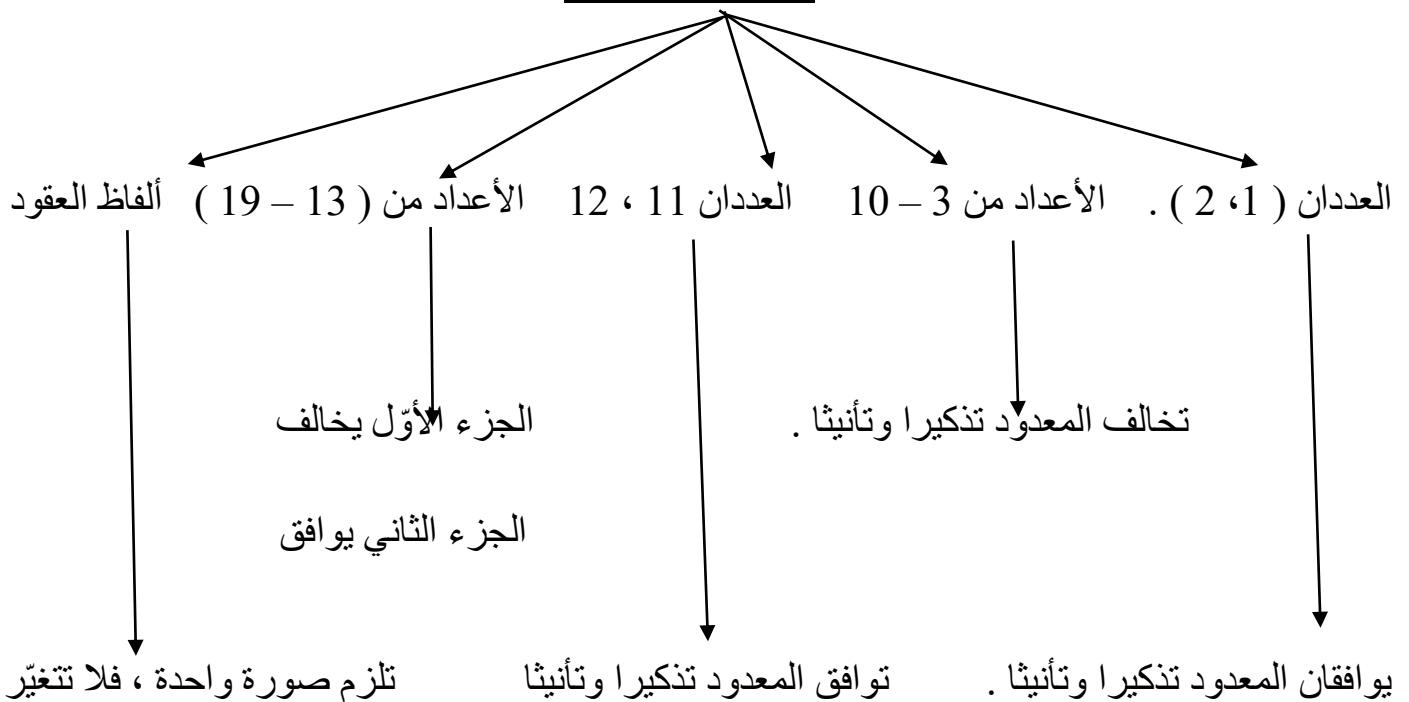 العددان ( 1، 2 ) . الأعداد من 3 – 10 العددان 11 ، 12 الأعداد من ( 13 – 19 ) ألفاظ العقود
تخالف المعدود تذكيرا وتأنيثا . الجزء الأوّل يخالف
الجزء الثاني يوافق
يوافقان المعدود تذكيرا وتأنيثا . توافق المعدود تذكيرا وتأنيثا تلزم صورة واحدة ، فلا تتغيّر